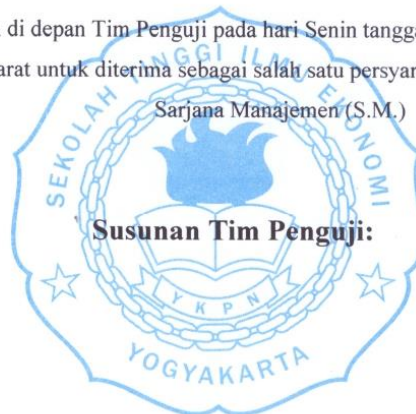 di depan Tim Penguji pada hari Senin tangga
arat untuk diterima sebagai salah satu persyar
Sarjana Manajemen (S.M.)
SEKOLAH TINGGI ILMU EKONOMI
Susunan Tim Penguji:
YKPN
YOGYAKARTA